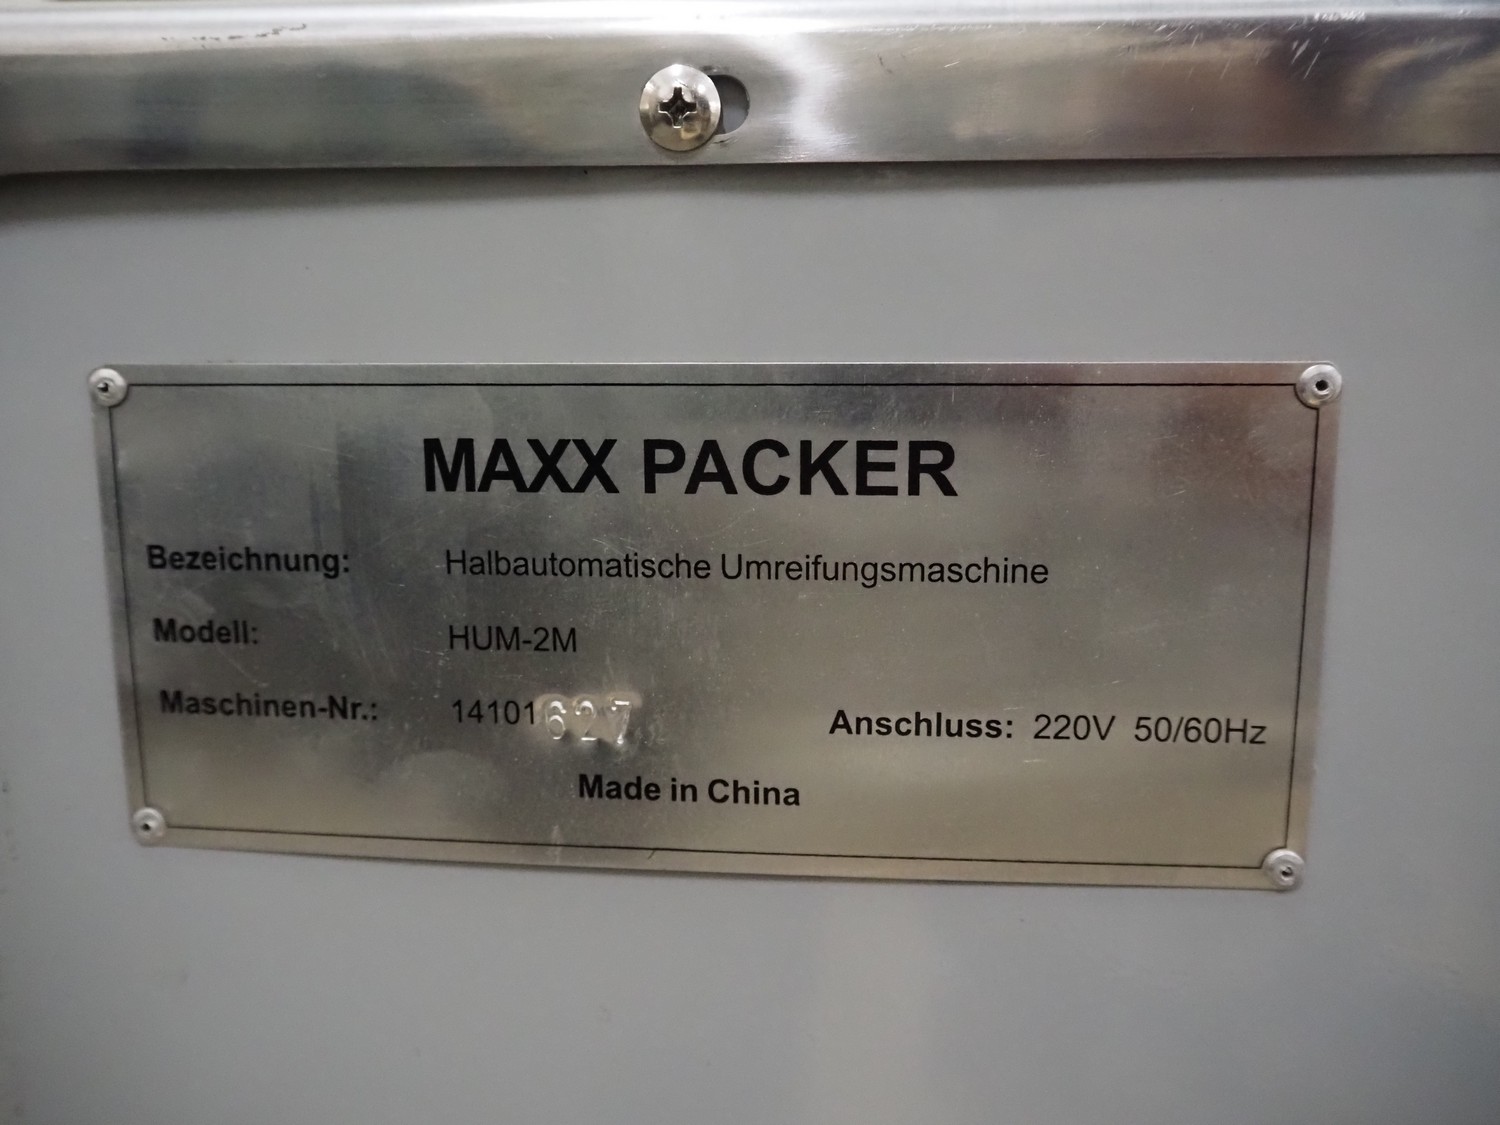 MAXX PACKER
Bezeichnung: Halbautomatische Umreifungsmaschine
Modell: HUM-2M
Maschinen-Nr.: 14101627 Anschluss: 220V 50/60Hz
Made in China